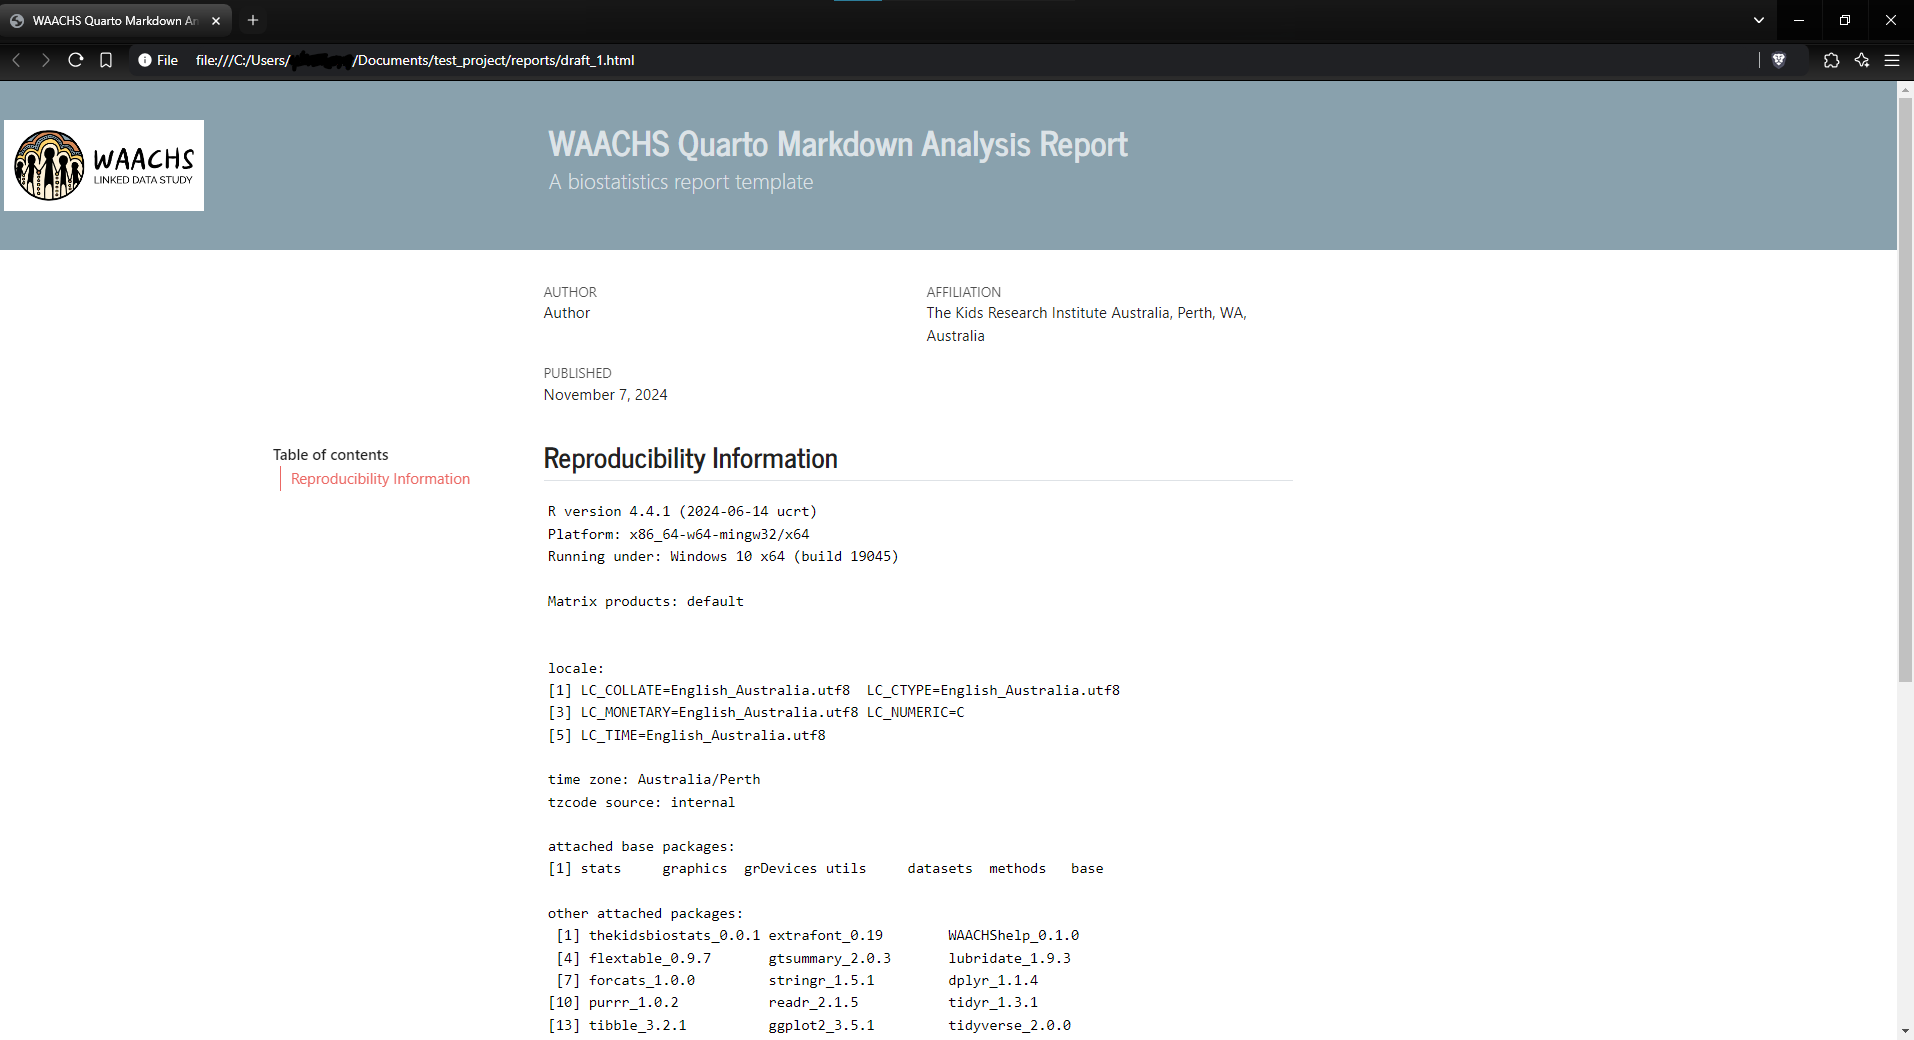 WAACHS Quarto Markdown An
File file:///C:/Users/ /Documents/test_project/reports/draft_1.html
WAACHS
LINKED DATA STUDY
WAACHS Quarto Markdown Analysis Report
A biostatistics report template
AUTHOR
Author
AFFILIATION
The Kids Research Institute Australia, Perth, WA,
Australia
PUBLISHED
November 7, 2024
Table of contents
Reproducibility Information
Reproducibility Information
R version 4.4.1 (2024-06-14 ucrt)
Platform: x86_64-w64-mingw32/x64
Running under: Windows 10 x64 (build 19045)
Matrix products: default
locale:
[1] LC_COLLATE=English_Australia.utf8  LC_CTYPE=English_Australia.utf8
[3] LC_MONETARY=English_Australia.utf8 LC_NUMERIC=C
[5] LC_TIME=English_Australia.utf8
time zone: Australia/Perth
tzcode source: internal
attached base packages:
[1] stats     graphics  grDevices utils     datasets  methods   base
other attached packages:
[1] thekidsbiostats_0.0.1 extrafont_0.19        WAACHShelp_0.1.0
[4] flextable_0.9.7       gtsummary_2.0.3       lubridate_1.9.3
[7] forcats_1.0.0         stringr_1.5.1         dplyr_1.1.4
[10] purrr_1.0.2           readr_2.1.5           tidyr_1.3.1
[13] tibble_3.2.1          ggplot2_3.5.1         tidyverse_2.0.0